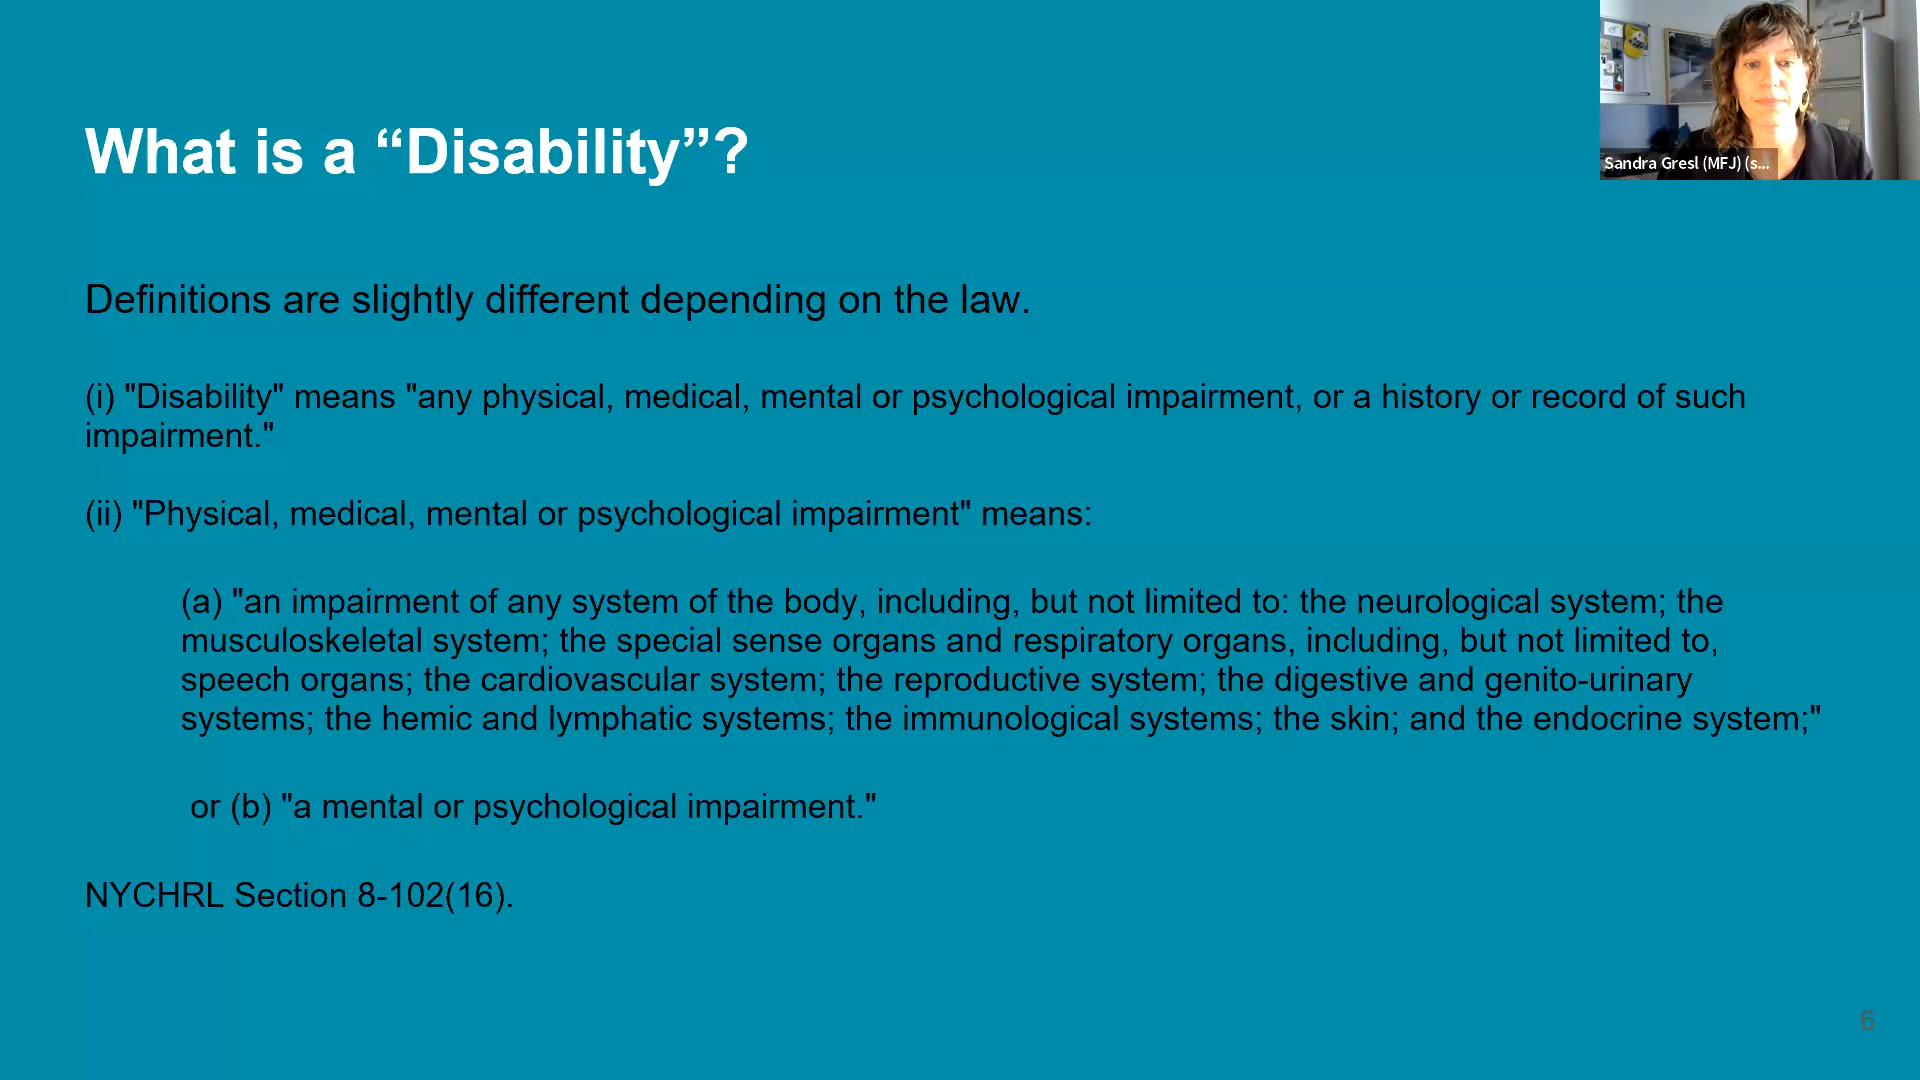 Sandra Gresl (MFJ) (s...
What is a “Disability”?
Definitions are slightly different depending on the law.
(i) "Disability" means "any physical, medical, mental or psychological impairment, or a history or record of such
impairment."
(ii) "Physical, medical, mental or psychological impairment" means:
(a) "an impairment of any system of the body, including, but not limited to: the neurological system; the
musculoskeletal system; the special sense organs and respiratory organs, including, but not limited to,
speech organs; the cardiovascular system; the reproductive system; the digestive and genito-urinary
systems; the hemic and lymphatic systems; the immunological systems; the skin; and the endocrine system;"
or (b) "a mental or psychological impairment."
NYCHRL Section 8-102(16).
6